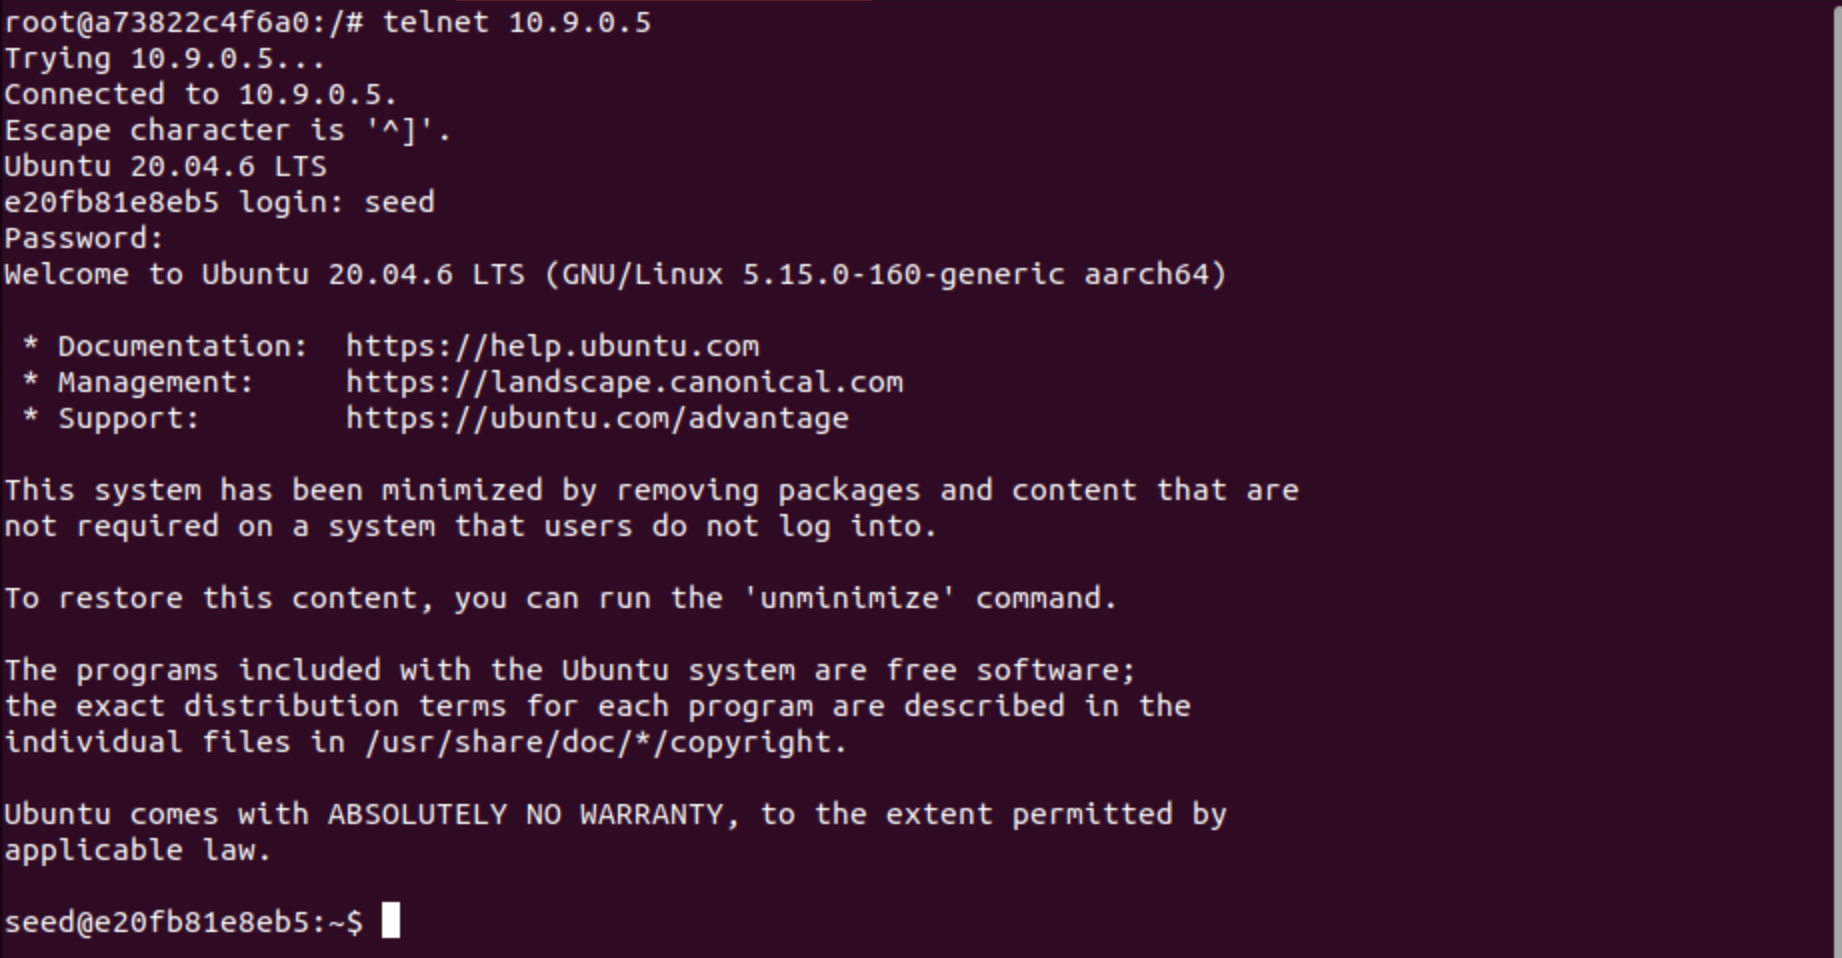 root@a73822c4f6a0:/# telnet 10.9.0.5
Trying 10.9.0.5...
Connected to 10.9.0.5.
Escape character is '^]'.
Ubuntu 20.04.6 LTS
e20fb81e8eb5 login: seed
Password:
Welcome to Ubuntu 20.04.6 LTS (GNU/Linux 5.15.0-160-generic aarch64)

 * Documentation:  https://help.ubuntu.com
 * Management:     https://landscape.canonical.com
 * Support:        https://ubuntu.com/advantage

This system has been minimized by removing packages and content that are
not required on a system that users do not log into.

To restore this content, you can run the 'unminimize' command.

The programs included with the Ubuntu system are free software;
the exact distribution terms for each program are described in the
individual files in /usr/share/doc/*/copyright.

Ubuntu comes with ABSOLUTELY NO WARRANTY, to the extent permitted by
applicable law.

seed@e20fb81e8eb5:~$